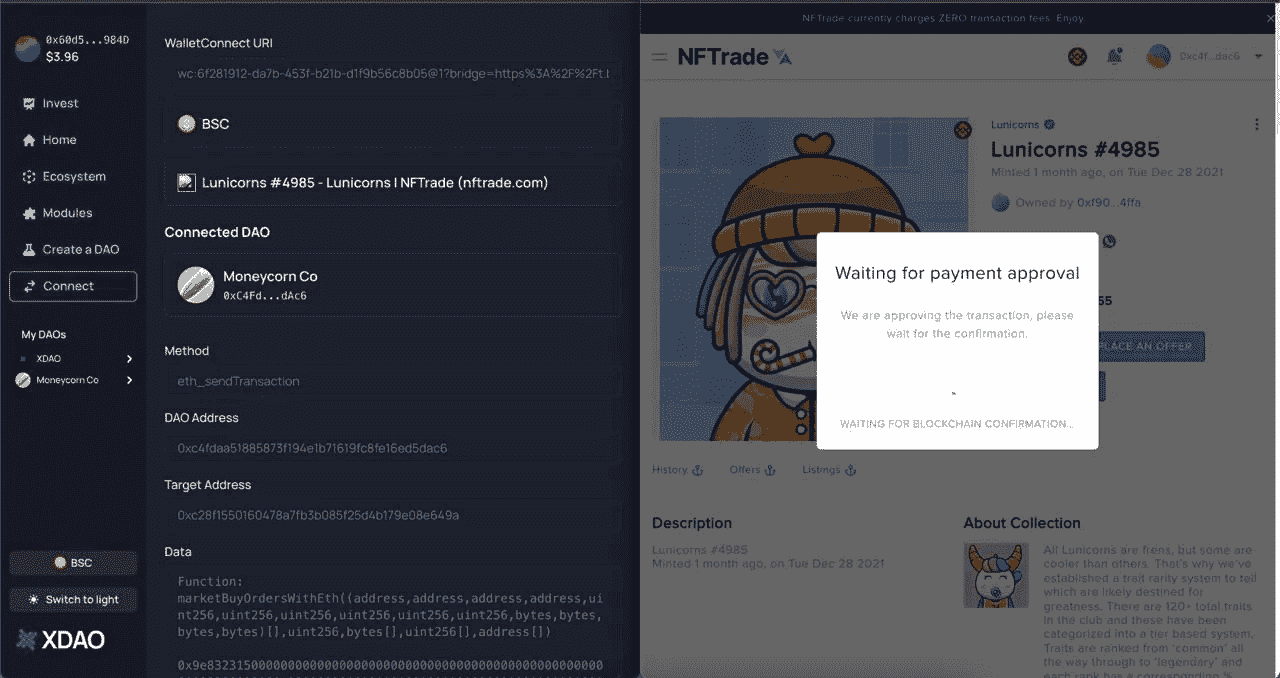 0x60d5...984D
$3.96
Invest
Home
Ecosystem
Modules
Create a DAO
Connect
My DAOs
XDAO
Moneycorn Co
BSC
Switch to light
XDAO
WalletConnect URI
wc:6f281912-da7b-453f-b21b-d1f9b56c8b05@1?bridge=https%3A%2F%2Ft.b
BSC
Lunicorns #4985 - Lunicorns | NFTrade (nftrade.com)
Connected DAO
Moneycorn Co
0xC4Fd...dAc6
Method
eth_sendTransaction
DAO Address
0xc4fdaa51885873f194e1b71619fc8fe16ed5dac6
Target Address
0xc28f1550160478a7fb3b085f25d4b179e08e649a
Data
Function:
marketBuyOrdersWithEth((address,address,address,address,ui
nt256,uint256,uint256,uint256,uint256,uint256,bytes,bytes,
bytes,bytes)[],uint256,bytes[],uint256[],address[])
NFTrade currently charges ZERO transaction fees. Enjoy.
NFTrade
0xc4f...dac6
Lunicorns
Lunicorns #4985
Minted 1 month ago, on Tue Dec 28 2021
Owned by 0xf90...4ffa
55
PLACE AN OFFER
Waiting for payment approval
We are approving the transaction, please
wait for the confirmation.
WAITING FOR BLOCKCHAIN CONFIRMATION...
History
Offers
Listings
Description
Lunicorns #4985
Minted 1 month ago, on Tue Dec 28 2021
About Collection
All Lunicorns are frens, but some are
cooler than others. That's why we've
established a trait rarity system to tell
which are likely destined for
greatness. There are 120+ total traits
in the club and these have been
categorized into a tier based system.
Traits are ranked from 'common' all
the way through to 'legendary' and
each rank has a corresponding %